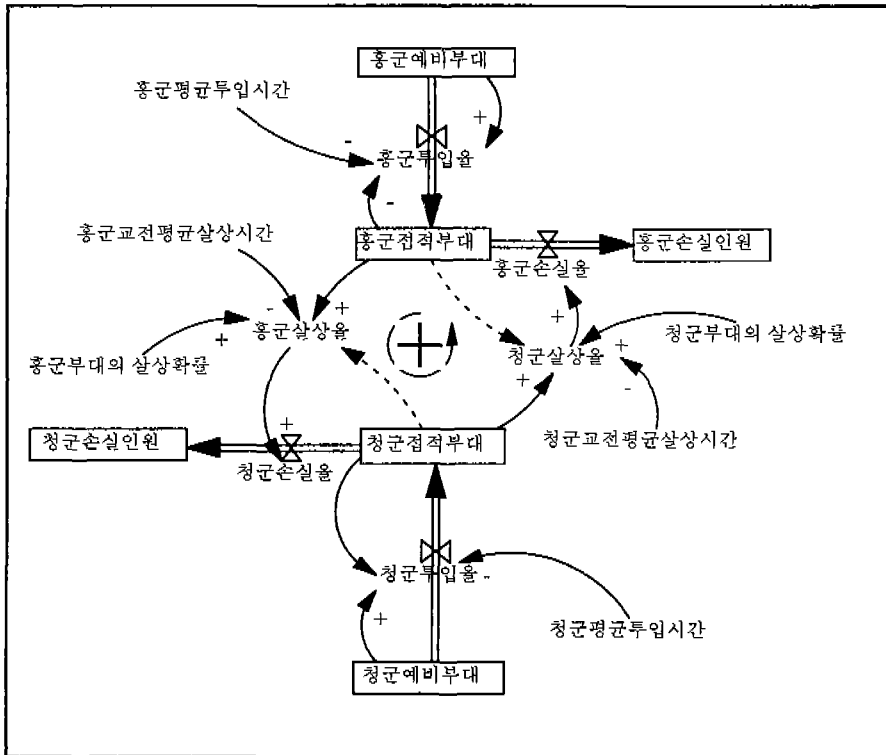 홍군예비부대
홍군평균투입시간
+
-
홍군투입율
-
홍군교전평균살상시간
홍군접적부대
홍군손실인원
홍군손실율
-
+
+
홍군살상율
+
청군부대의 살상확률
+
청군살상율
+
홍군부대의 살상확률
+
-
+
청군손실인원
청군접적부대
청군교전평균살상시간
청군손실율
청군투입율 -
+
청군평균투입시간
청군예비부대